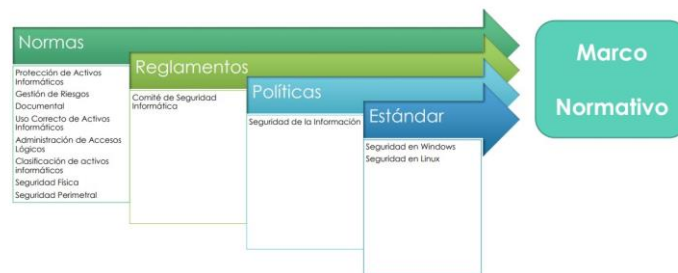 Normas
Protección de Activos
Informáticos
Gestión de Riesgos
Documental
Uso Correcto de Activos
Informáticos
Administración de Accesos
Lógicos
Clasificación de activos
informáticos
Seguridad Física
Seguridad Perimetral
Reglamentos
Comité de Seguridad
Informática
Políticas
Seguridad de la Información
Estándar
Seguridad en Windows
Seguridad en Linux
Marco
Normativo